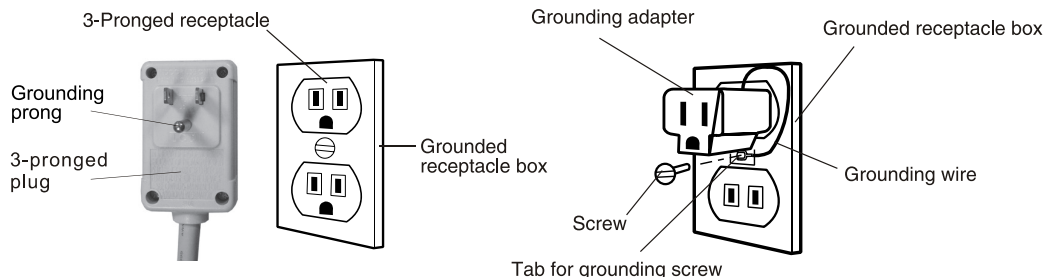 3-Pronged receptacle
Grounding
prong
3-pronged
plug
Grounded
receptacle box
Grounding adapter
Grounded receptacle box
Grounding wire
Screw
Tab for grounding screw